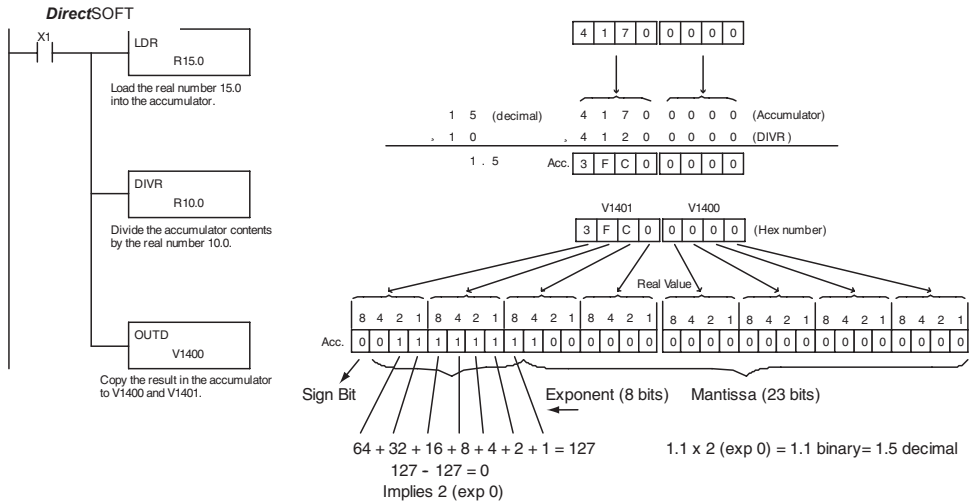 DirectSOFT
X1
LDR
R15.0
Load the real number 15.0
into the accumulator.
DIVR
R10.0
Divide the accumulator contents
by the real number 10.0.
OUTD
V1400
Copy the result in the accumulator
to V1400 and V1401.
4 1 7 0 0 0 0 0
1 5 (decimal) 4 1 7 0 0 0 0 0 (Accumulator)
1 0 4 1 2 0 0 0 0 0 (DIVR)
1 . 5 Acc. 3 F C 0 0 0 0 0
V1401 V1400
3 F C 0 0 0 0 0 (Hex number)
Real Value
8 4 2 1 8 4 2 1 8 4 2 1 8 4 2 1 8 4 2 1 8 4 2 1 8 4 2 1 8 4 2 1
Acc. 0 0 1 1 1 1 1 1 1 1 0 0 0 0 0 0 0 0 0 0 0 0 0 0 0 0 0 0 0 0 0 0
Sign Bit Exponent (8 bits) Mantissa (23 bits)
64 + 32 + 16 + 8 + 4 + 2 + 1 = 127 1.1 x 2 (exp 0) = 1.1 binary= 1.5 decimal
127 - 127 = 0
Implies 2 (exp 0)